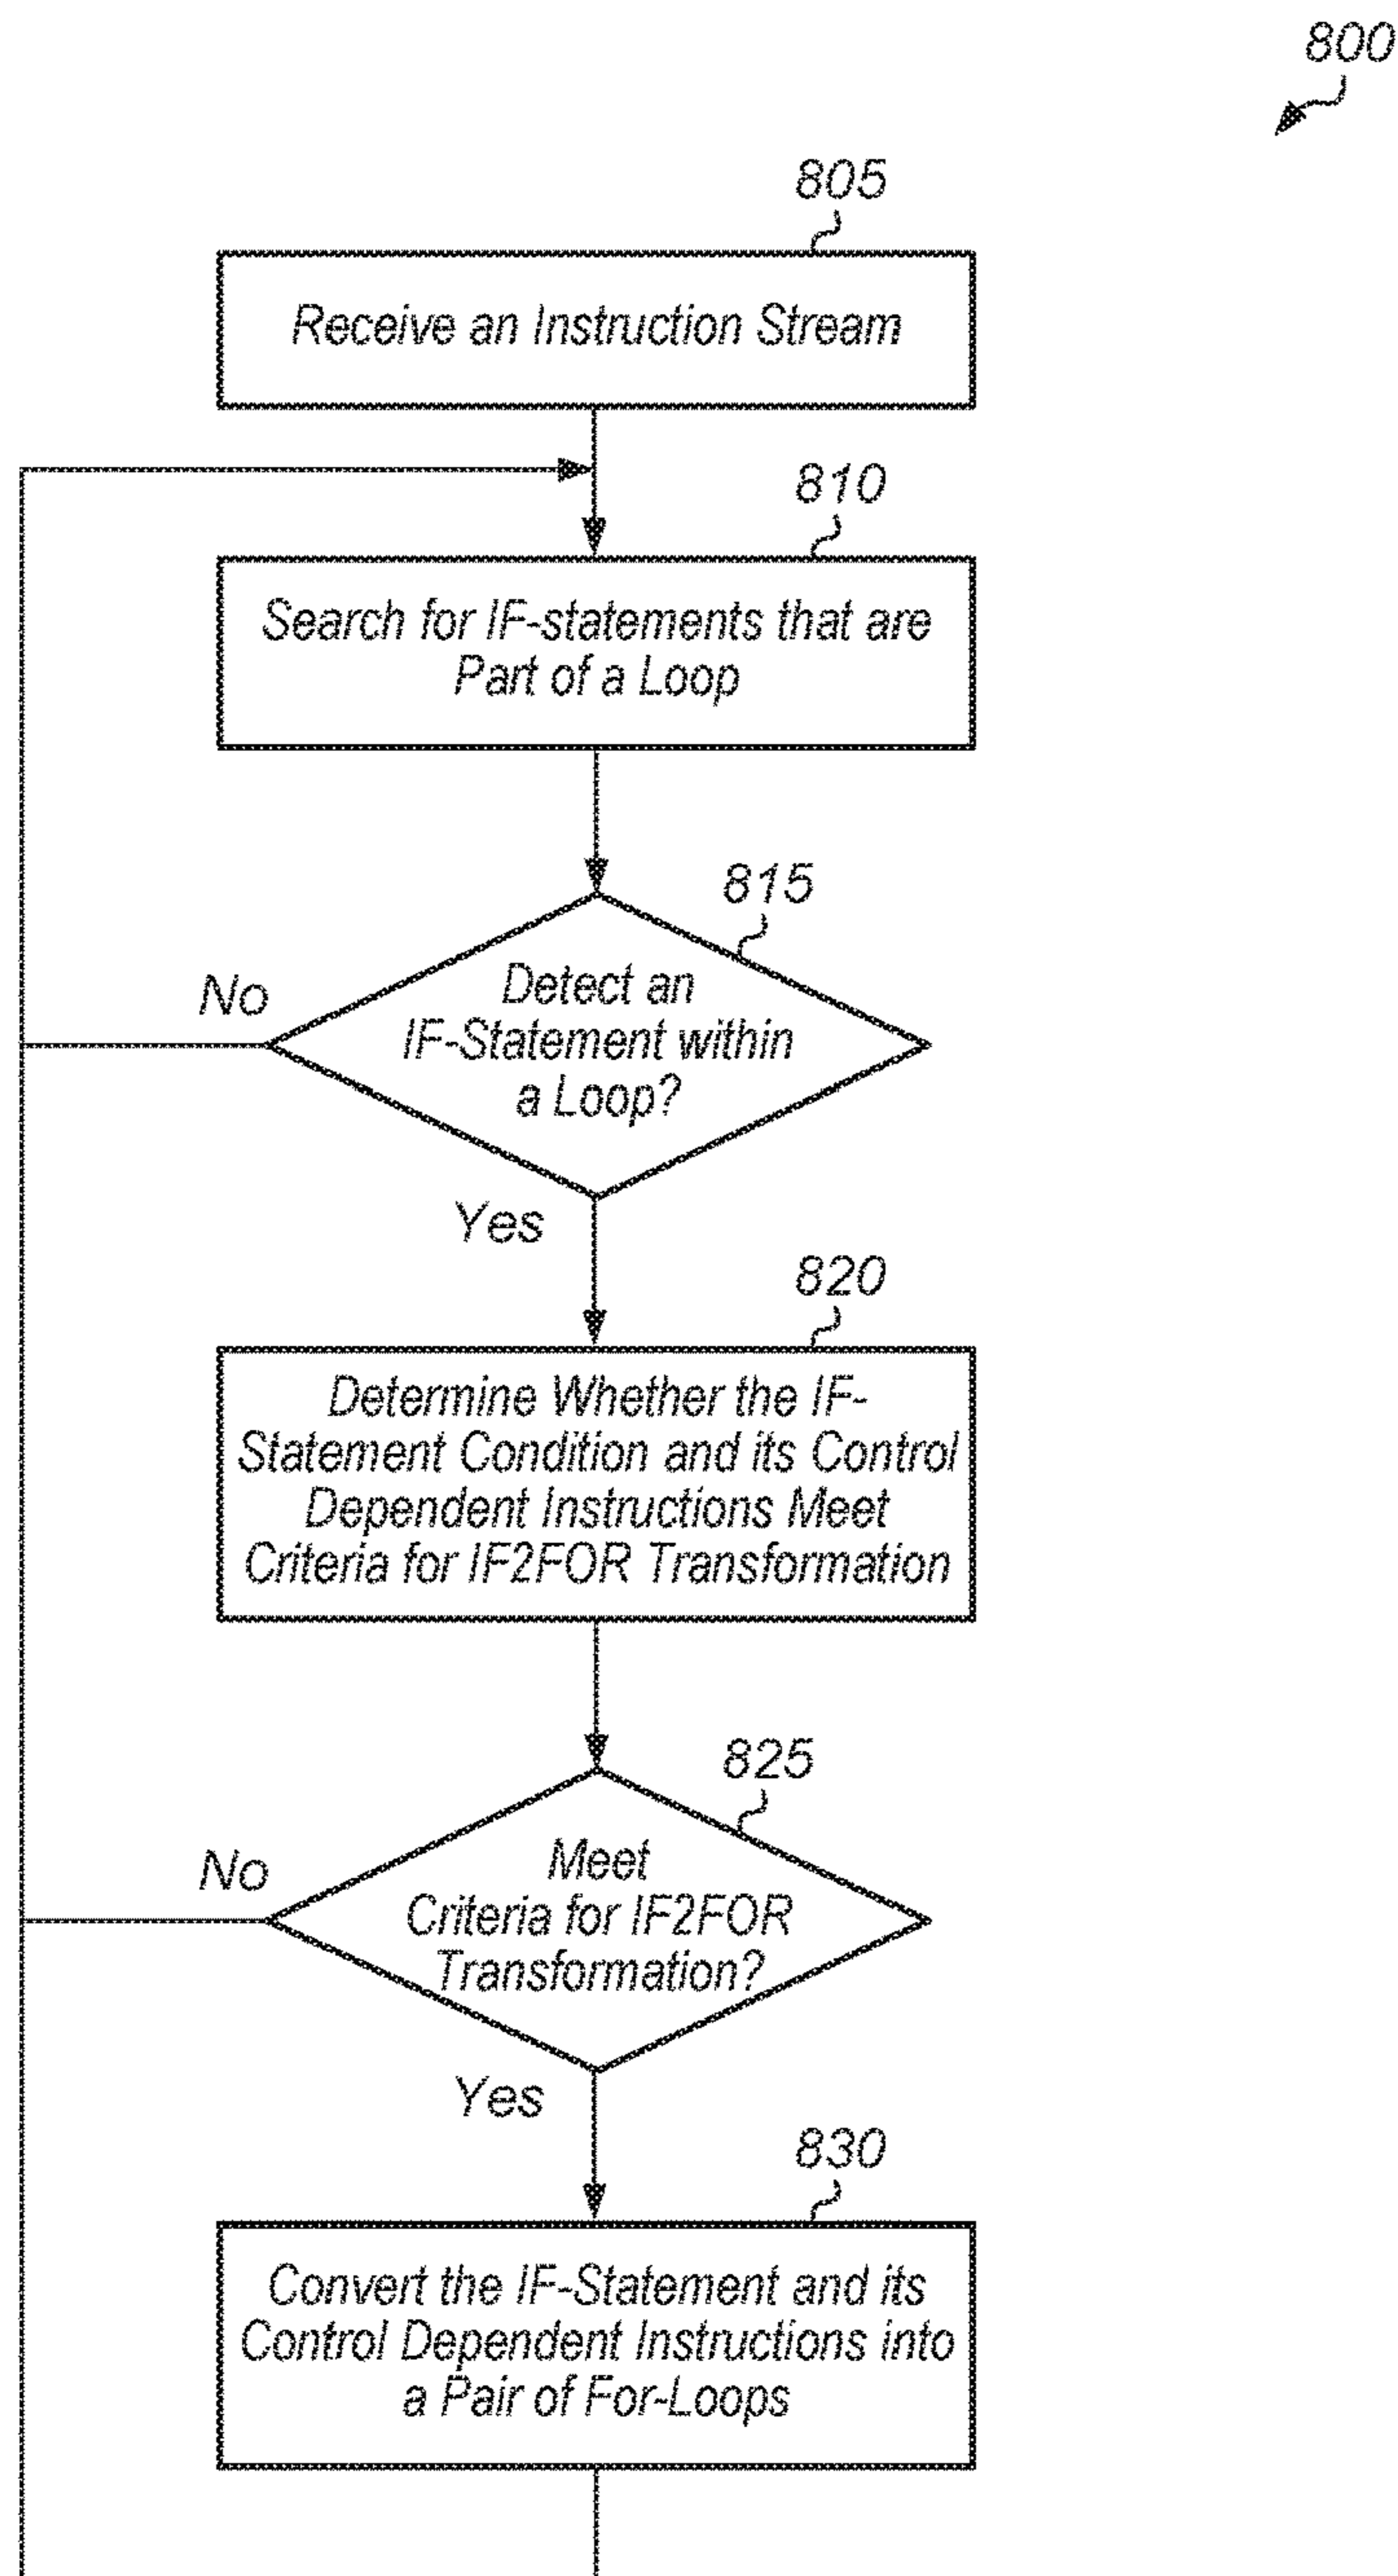 800
805
Receive an Instruction Stream
810
Search for IF-statements that are
Part of a Loop
815
Detect an
IF-Statement within
a Loop?
No
Yes
820
Determine Whether the IF-
Statement Condition and its Control
Dependent Instructions Meet
Criteria for IF2FOR Transformation
825
Meet
Criteria for IF2FOR
Transformation?
No
Yes
830
Convert the IF-Statement and its
Control Dependent Instructions into
a Pair of For-Loops